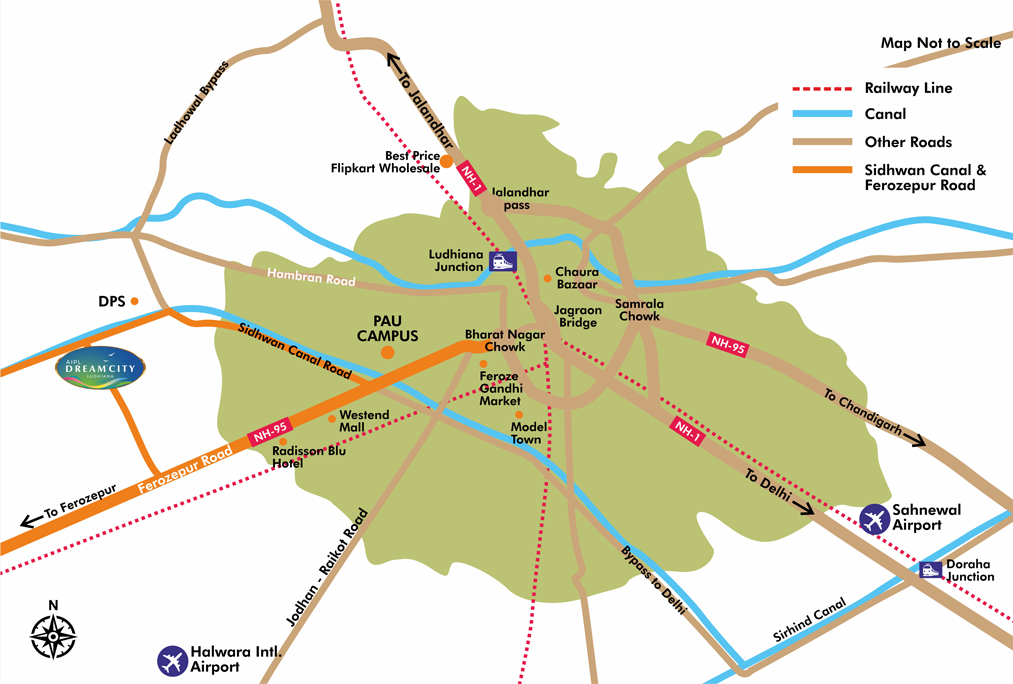 Map Not to Scale
Railway Line
Canal
Other Roads
Sidhwan Canal &
Ferozepur Road
Ladhowal Bypass
To Jalandhar
Best Price
Flipkart Wholesale
NH-1
Jalandhar
pass
Ludhiana
Junction
Hambran Road
Chaura
Bazaar
DPS
Samrala
Chowk
Jagraon
Bridge
PAU
CAMPUS
Bharat Nagar
Chowk
Sidhwan Canal Road
NH-95
AIPL
DREAMCITY
LUDHIANA
Feroze
Gandhi
Market
To Chandigarh
Westend
Mall
Model
Town
NH-95
NH-1
Radisson Blu
Hotel
Ferozepur Road
To Ferozepur
To Delhi
Sahnewal
Airport
Jodhan - Raikot Road
Bypass to Delhi
Doraha
Junction
Sirhind Canal
N
Halwara Intl.
Airport